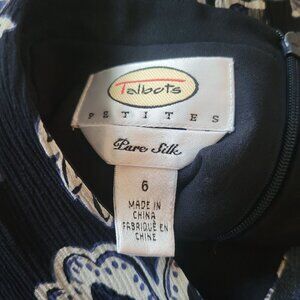 Talbots
PETITES
Pure Silk
6
MADE IN
CHINA
FABRIQUÉ EN
CHINE